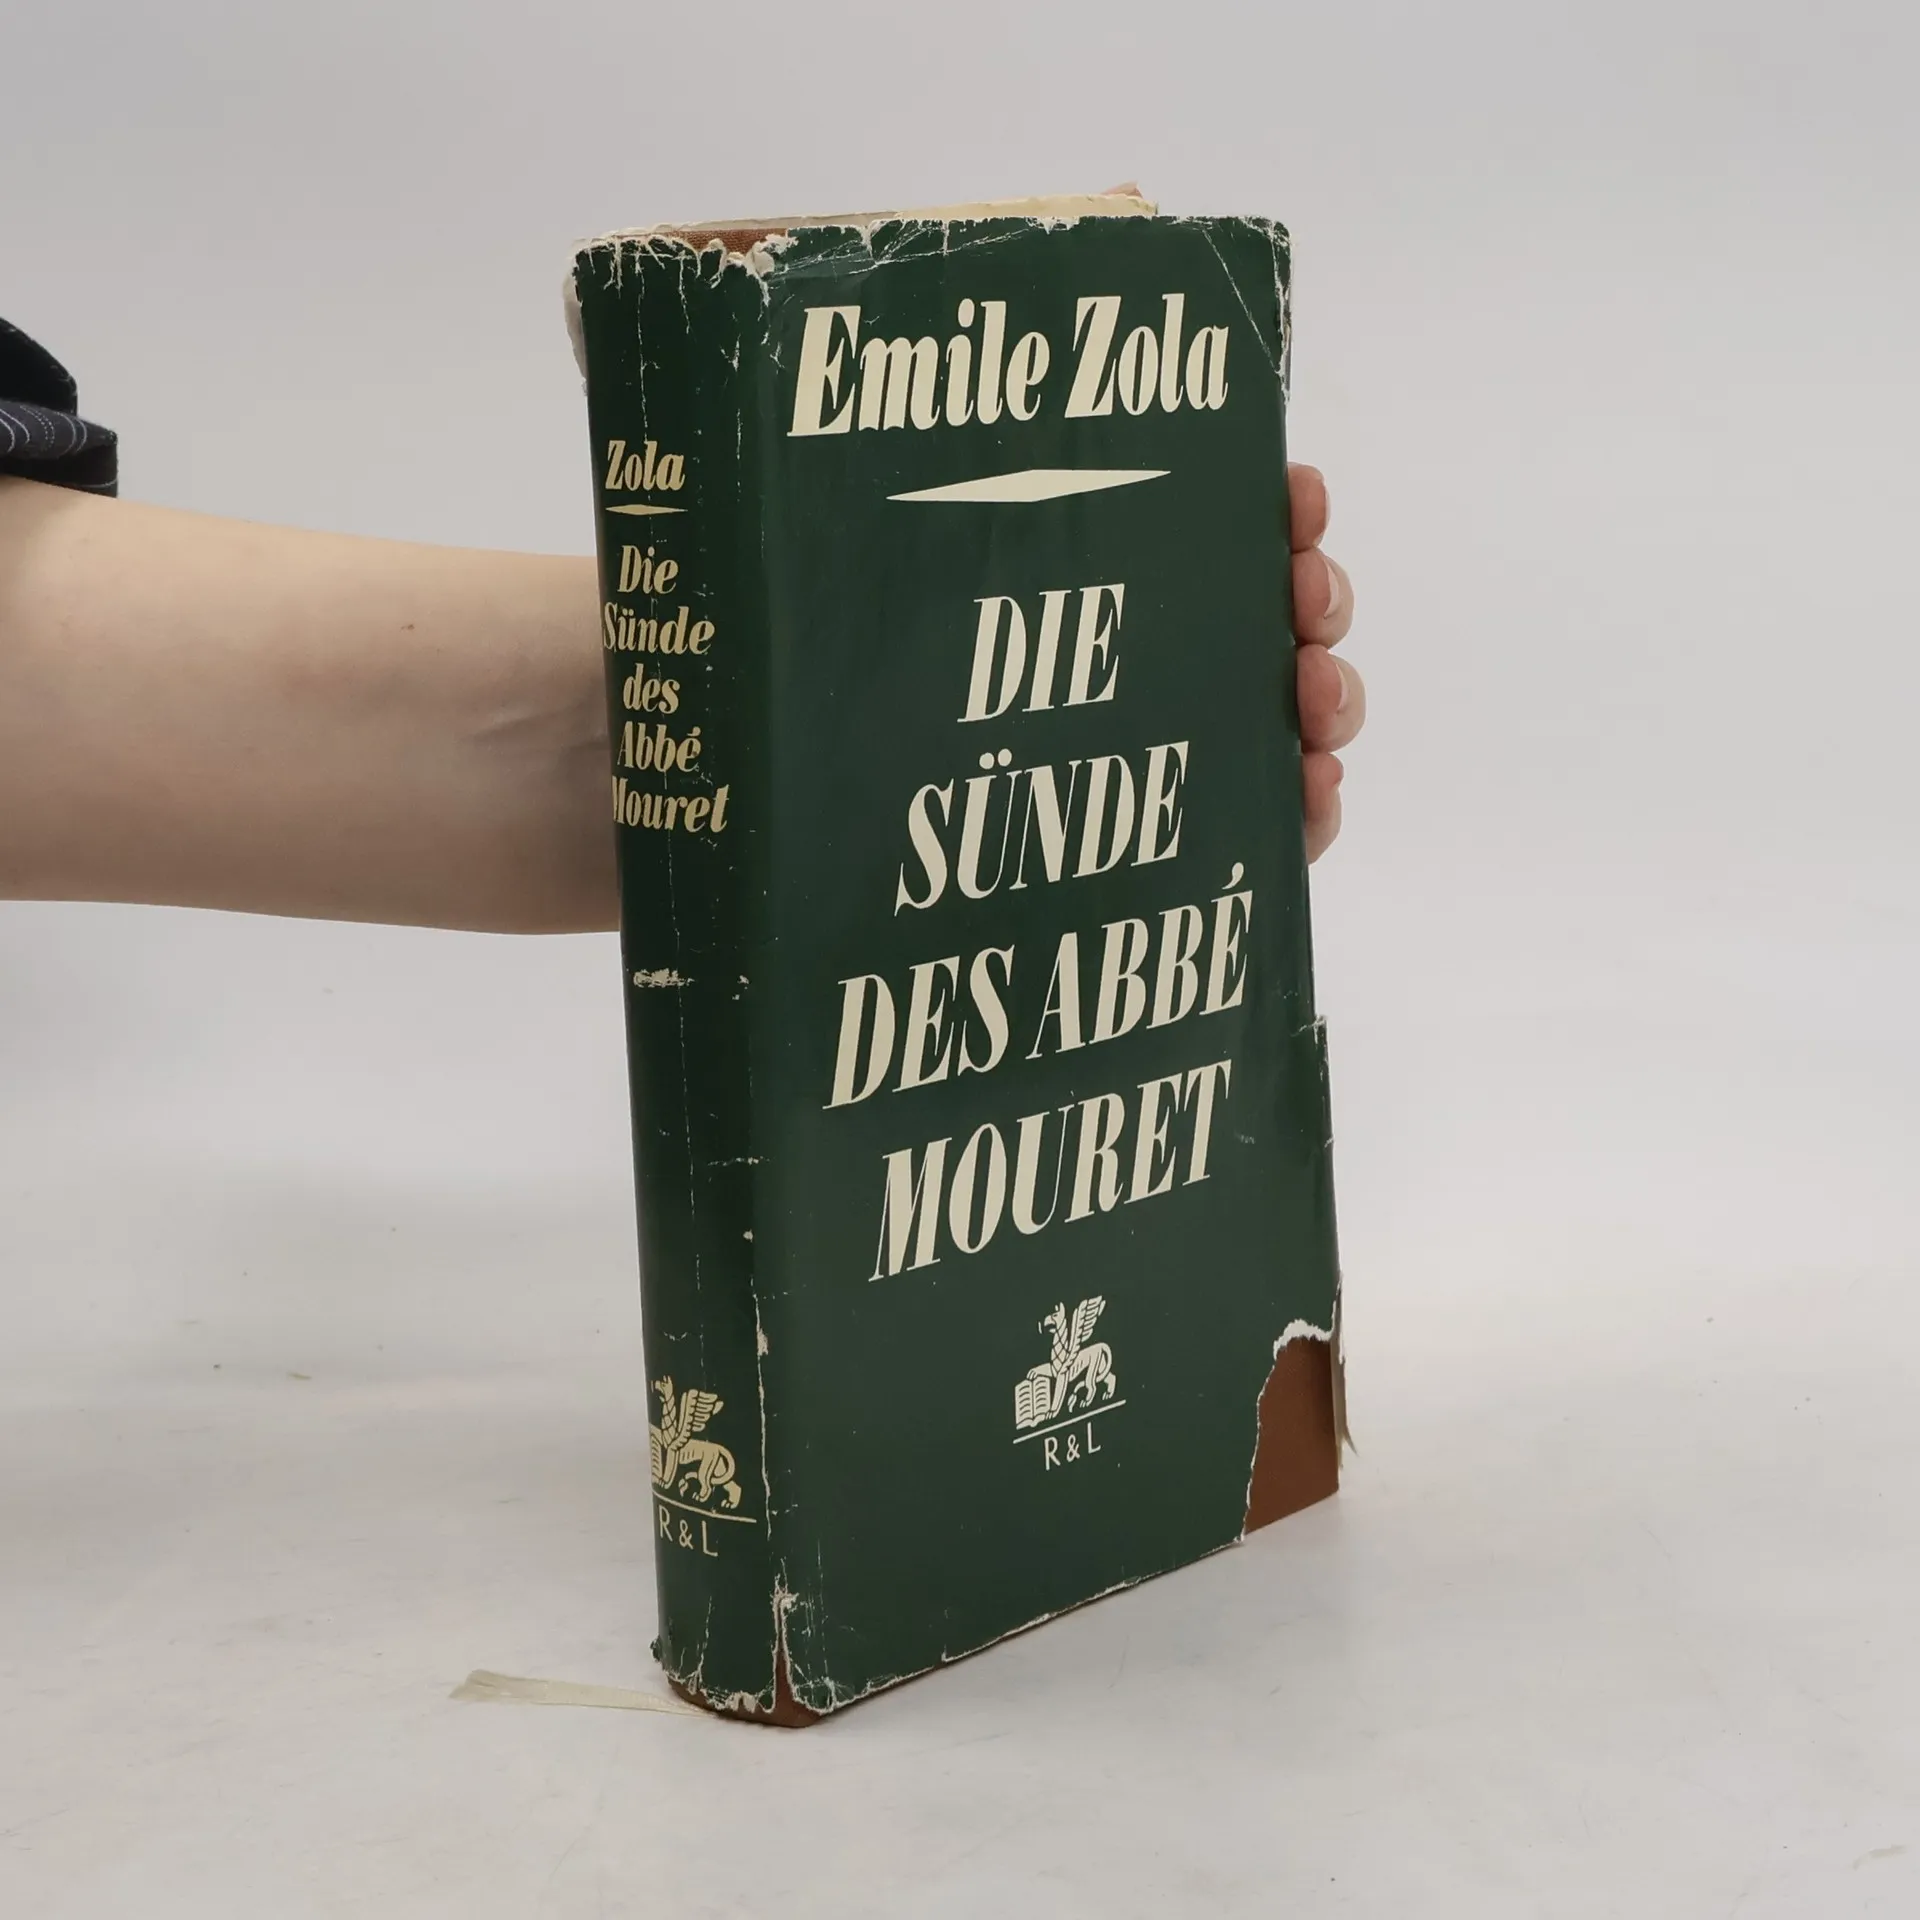 Zola
Die
Sünde
des
Abbé
Mouret
R & L
Emile Zola
DIE
SÜNDE
DES ABBÉ
MOURET
R & L